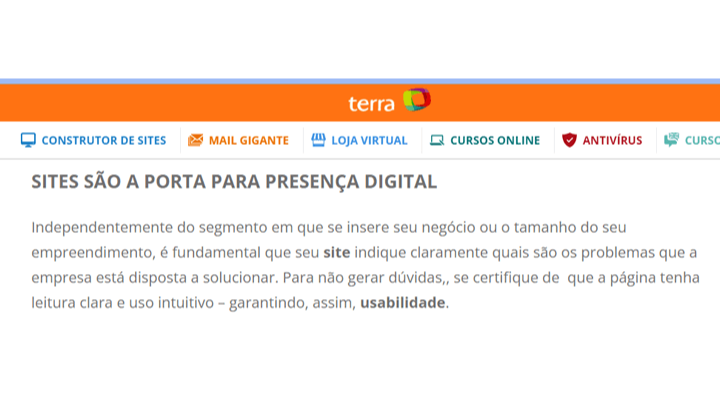 terra
CONSTRUTOR DE SITES MAIL GIGANTE LOJA VIRTUAL CURSOS ONLINE ANTIVÍRUS CURSO
SITES SÃO A PORTA PARA PRESENÇA DIGITAL
Independentemente do segmento em que se insere seu negócio ou o tamanho do seu
empreendimento, é fundamental que seu site indique claramente quais são os problemas que a
empresa está disposta a solucionar. Para não gerar dúvidas,, se certifique de que a página tenha
leitura clara e uso intuitivo – garantindo, assim, usabilidade.